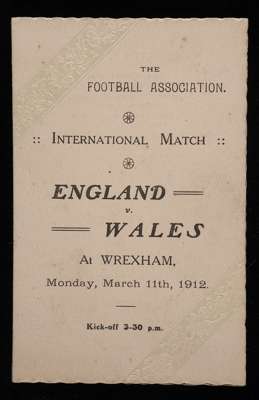 THE
FOOTBALL ASSOCIATION.
:: INTERNATIONAL MATCH ::
ENGLAND
v.
WALES
At WREXHAM,
Monday, March 11th, 1912.
Kick-off 3-30 p.m.